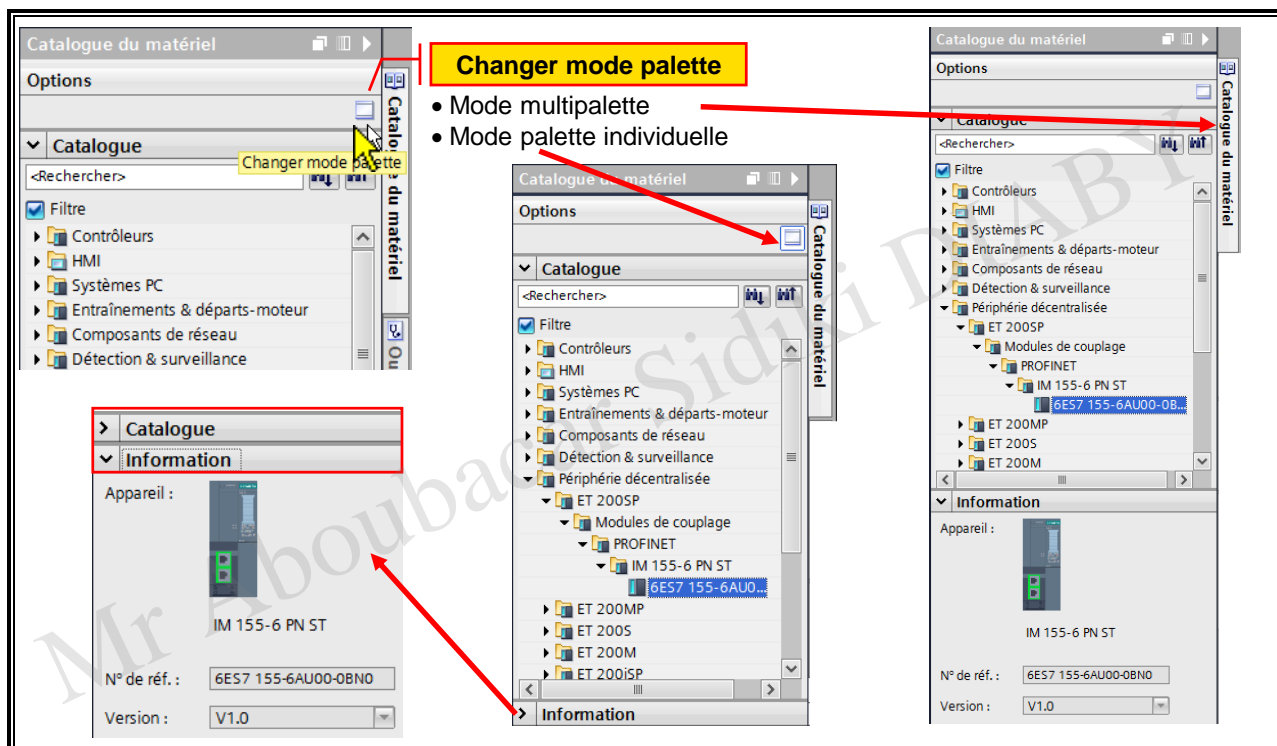 Catalogue du matériel
Options
Changer mode palette
Catalogue
<Rechercher>
Filtre
Contrôleurs
HMI
Systèmes PC
Entraînements & départs-moteur
Composants de réseau
Détection & surveillance
du matériel
Ou
Changer mode palette
• Mode multipalette
• Mode palette individuelle
Catalogue du matériel
Options
Catalogue
<Rechercher>
Filtre
Contrôleurs
HMI
Systèmes PC
Entraînements & départs-moteur
Composants de réseau
Détection & surveillance
Périphérie décentralisée
ET 200SP
Modules de couplage
PROFINET
IM 155-6 PN ST
6ES7 155-6AU0...
ET 200MP
ET 200S
ET 200M
ET 200iSP
Information
Catalogue du matériel
Catalogue du matériel
Options
Catalogue
<Rechercher>
Filtre
Contrôleurs
HMI
Systèmes PC
Entraînements & départs-moteur
Composants de réseau
Détection & surveillance
Périphérie décentralisée
ET 200SP
Modules de couplage
PROFINET
IM 155-6 PN ST
6ES7 155-6AU00-0B...
ET 200MP
ET 200S
ET 200M
Information
Appareil :
IM 155-6 PN ST
N° de réf. : 6ES7 155-6AU00-0BN0
Version : V1.0
Catalogue du matériel
Catalogue
Information
Appareil :
IM 155-6 PN ST
N° de réf. : 6ES7 155-6AU00-0BN0
Version : V1.0
Mr Aboubacar Sidiki DIABY